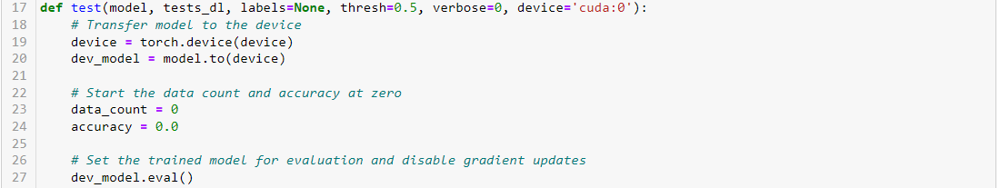 17 def test(model, tests_dl, labels=None, thresh=0.5, verbose=0, device='cuda:0'):
18     # Transfer model to the device
19     device = torch.device(device)
20     dev_model = model.to(device)
21
22     # Start the data count and accuracy at zero
23     data_count = 0
24     accuracy = 0.0
25
26     # Set the trained model for evaluation and disable gradient updates
27     dev_model.eval()